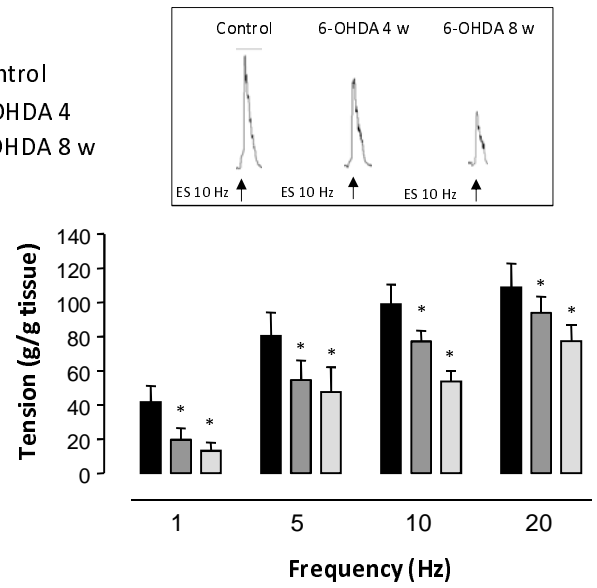 Control 6-OHDA 4 w 6-OHDA 8 w
ntrol
OHDA 4
OHDA 8 w
ES 10 Hz ES 10 Hz ES 10 Hz
Tension (g/g tissue)
140
120
100
80
60
40
20
0
* * * * * * * *
1 5 10 20
Frequency (Hz)